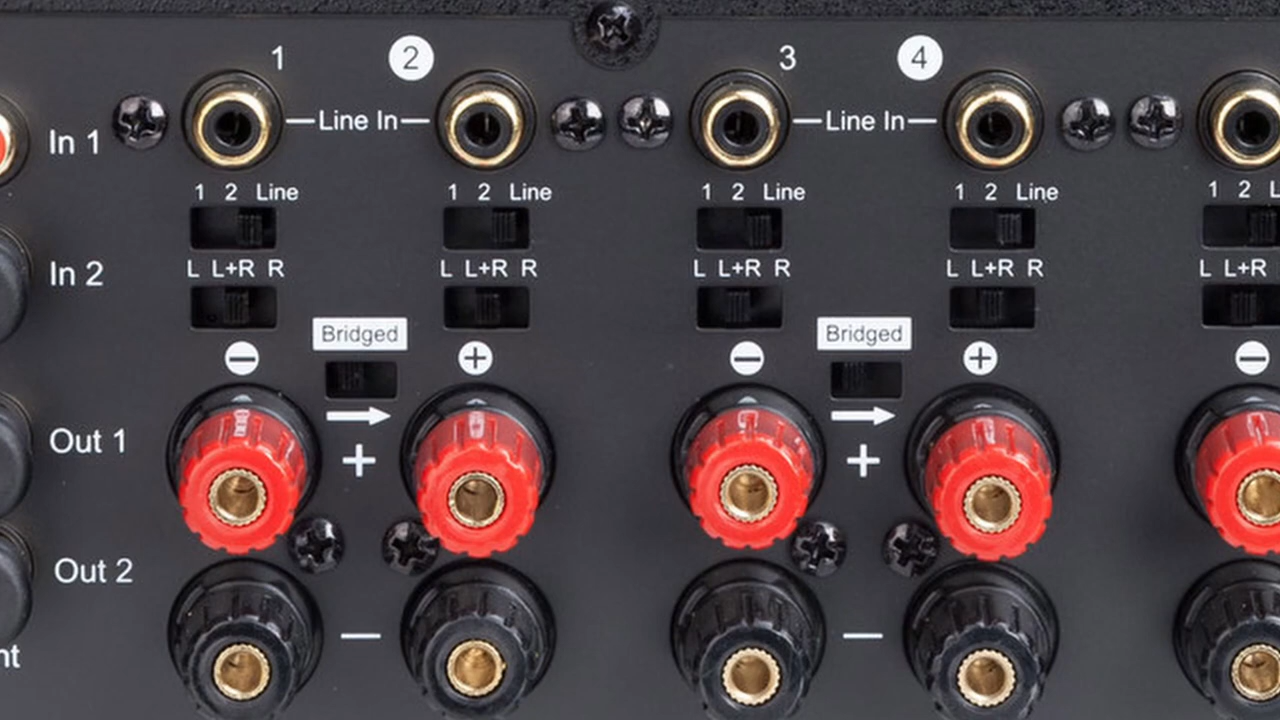 1 2 3 4
In 1 Line In Line In
1 2 Line 1 2 Line 1 2 Line 1 2 Line 1 2 L
In 2 L L+R R L L+R R L L+R R L L+R R L L+R
Bridged Bridged
− + − + −
+ +
Out 1
Out 2
− −
nt